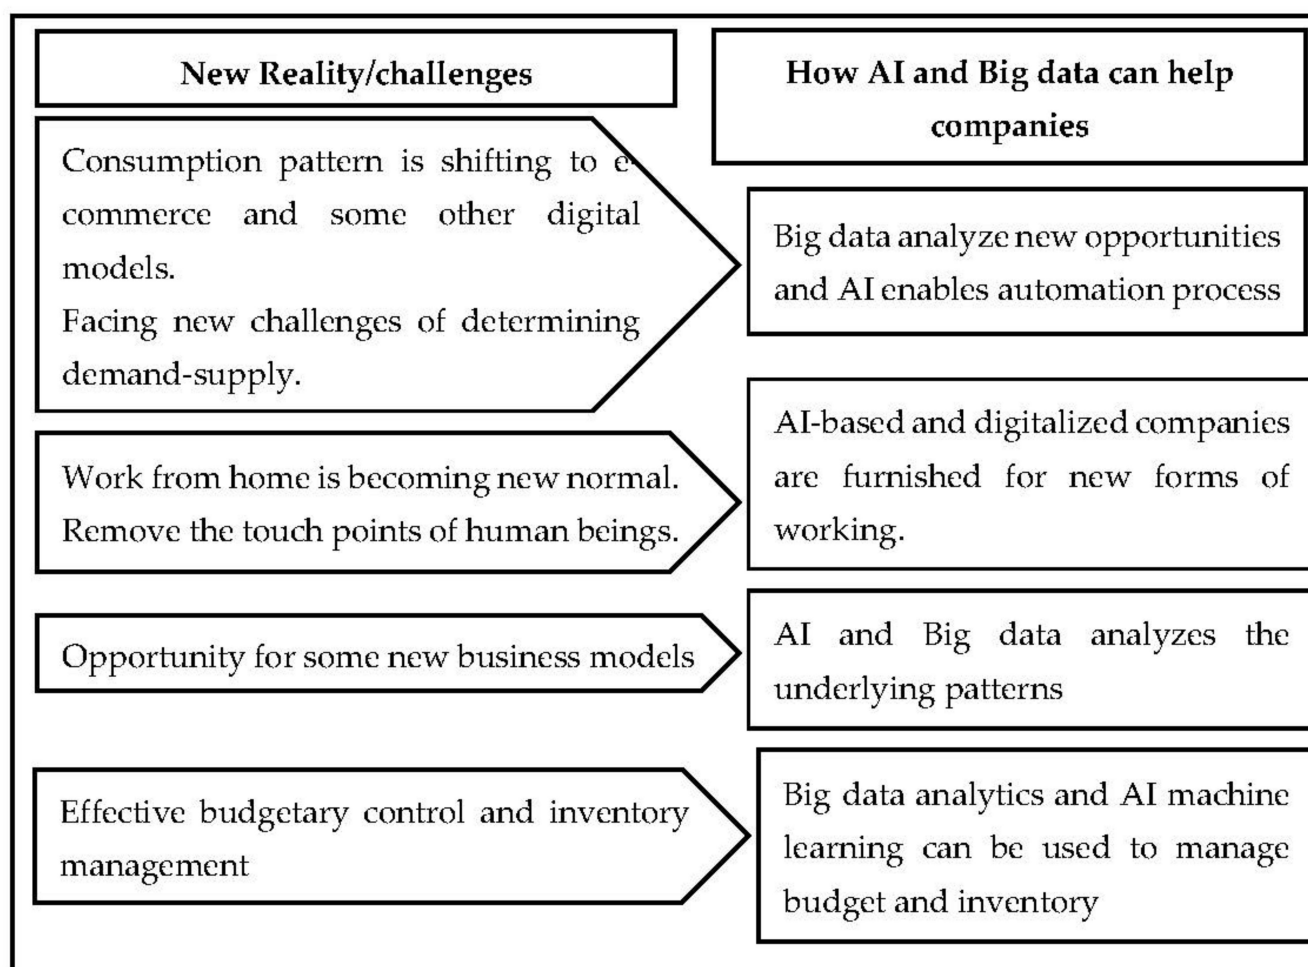 New Reality/challenges
How AI and Big data can help
companies
Consumption pattern is shifting to e-
commerce and some other digital
models.
Facing new challenges of determining
demand-supply.
Big data analyze new opportunities
and AI enables automation process
Work from home is becoming new normal.
Remove the touch points of human beings.
AI-based and digitalized companies
are furnished for new forms of
working.
Opportunity for some new business models
AI and Big data analyzes the
underlying patterns
Effective budgetary control and inventory
management
Big data analytics and AI machine
learning can be used to manage
budget and inventory